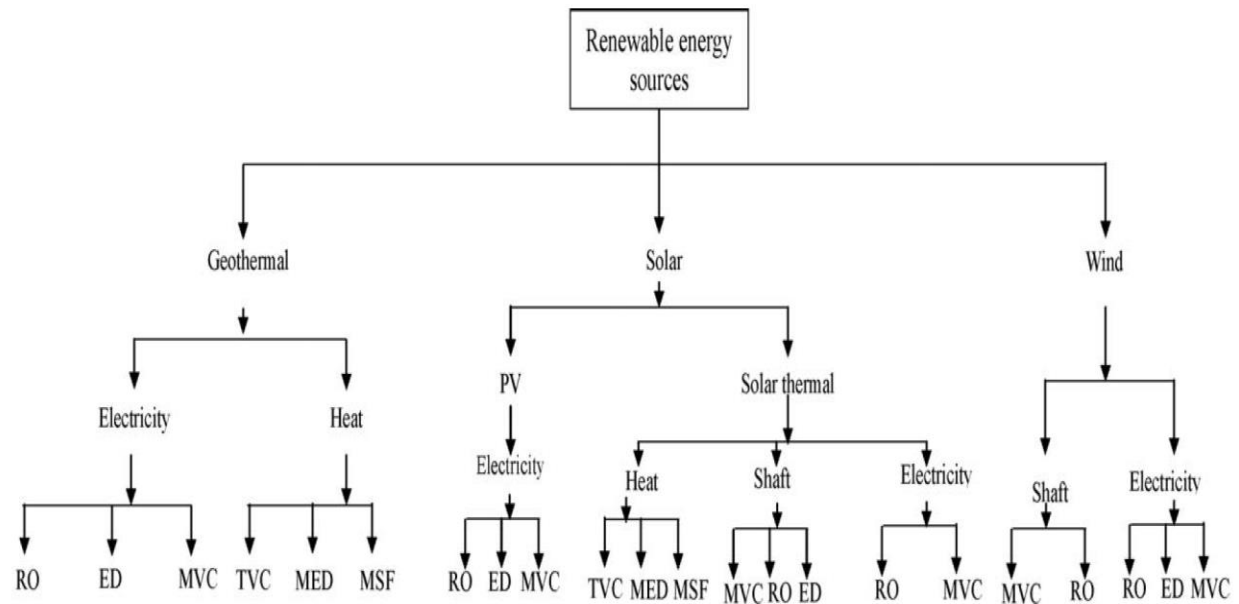 Renewable energy
sources
Geothermal
Solar
Wind
PV
Solar thermal
Electricity
Heat
Electricity
Heat
Shaft
Electricity
Shaft
Electricity
RO
ED
MVC
TVC
MED
MSF
RO
ED
MVC
TVC
MED
MSF
MVC
RO
ED
RO
MVC
MVC
RO
RO
ED
MVC